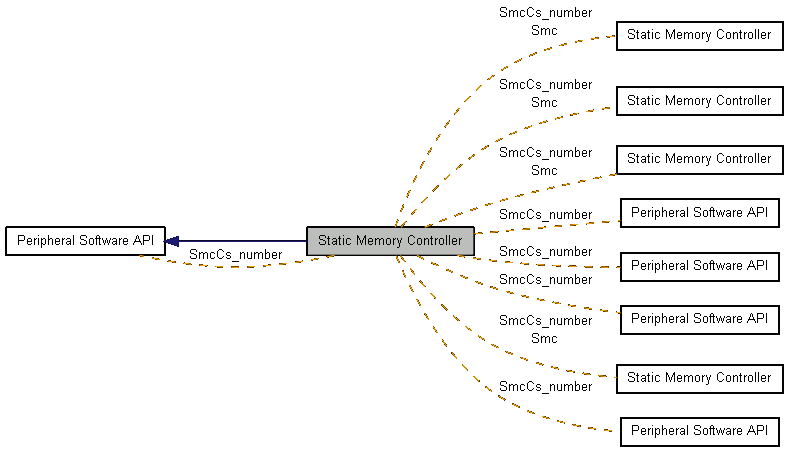 SmcCs_number
Smc
Static Memory Controller
SmcCs_number
Smc
Static Memory Controller
SmcCs_number
Smc
Static Memory Controller
SmcCs_number
Peripheral Software API
Peripheral Software API
SmcCs_number
Static Memory Controller
SmcCs_number
Peripheral Software API
SmcCs_number
Peripheral Software API
SmcCs_number
Smc
Static Memory Controller
SmcCs_number
Peripheral Software API